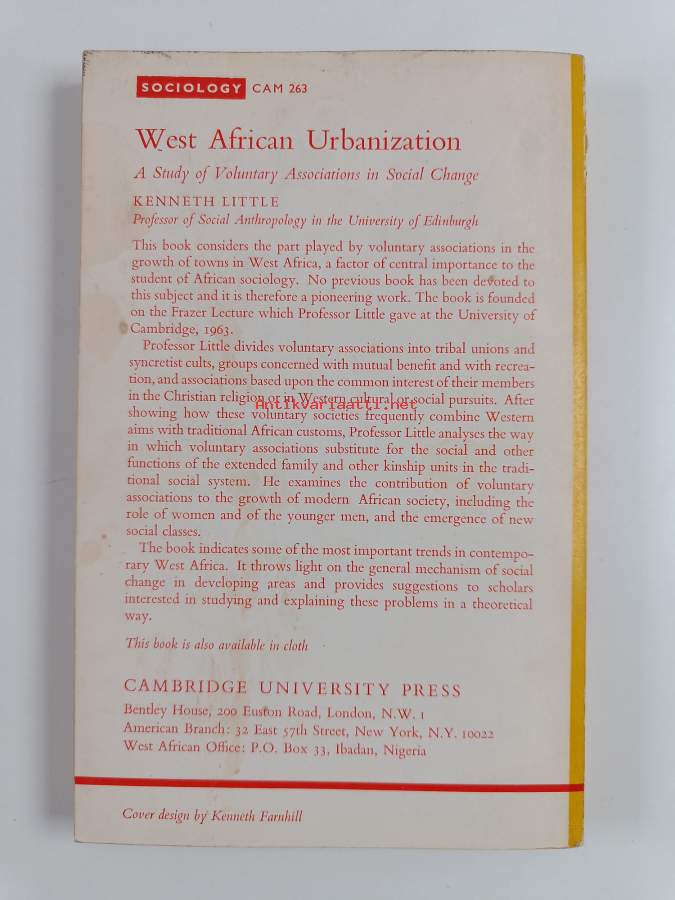 SOCIOLOGY CAM 263
West African Urbanization
A Study of Voluntary Associations in Social Change
KENNETH LITTLE
Professor of Social Anthropology in the University of Edinburgh
This book considers the part played by voluntary associations in the
growth of towns in West Africa, a factor of central importance to the
student of African sociology. No previous book has been devoted to
this subject and it is therefore a pioneering work. The book is founded
on the Frazer Lecture which Professor Little gave at the University of
Cambridge, 1963.
Professor Little divides voluntary associations into tribal unions and
syncretist cults, groups concerned with mutual benefit and with recrea-
tion, and associations based upon the common interest of their members
in the Christian religion or in Western cultural or social pursuits. After
Antikvariaatti.net
showing how these voluntary societies frequently combine Western
aims with traditional African customs, Professor Little analyses the way
in which voluntary associations substitute for the social and other
functions of the extended family and other kinship units in the tradi-
tional social system. He examines the contribution of voluntary
associations to the growth of modern African society, including the
role of women and of the younger men, and the emergence of new
social classes.
The book indicates some of the most important trends in contempo-
rary West Africa. It throws light on the general mechanism of social
change in developing areas and provides suggestions to scholars
interested in studying and explaining these problems in a theoretical
way.
This book is also available in cloth
CAMBRIDGE UNIVERSITY PRESS
Bentley House, 200 Euston Road, London, N.W. 1
American Branch: 32 East 57th Street, New York, N.Y. 10022
West African Office: P.O. Box 33, Ibadan, Nigeria
Cover design by Kenneth Farnhill